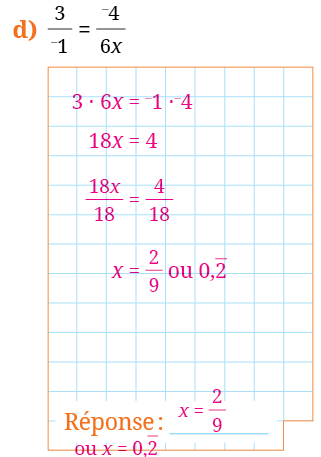 d) 3/⁻1 = ⁻4/6x
3 · 6x = ⁻1 ·⁻4
18x = 4
18x/18 = 4/18
x = 2/9 ou 0,2̅
Réponse : x = 2/9
ou x = 0,2̅